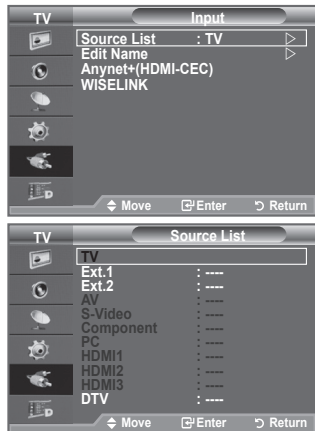 TV Input
Source List : TV
Edit Name
Anynet+(HDMI-CEC)
WISELINK
Move Enter Return
TV Source List
TV
Ext.1 : ----
Ext.2 : ----
AV : ----
S-Video : ----
Component : ----
PC : ----
HDMI1 : ----
HDMI2 : ----
HDMI3 : ----
DTV : ----
Move Enter Return